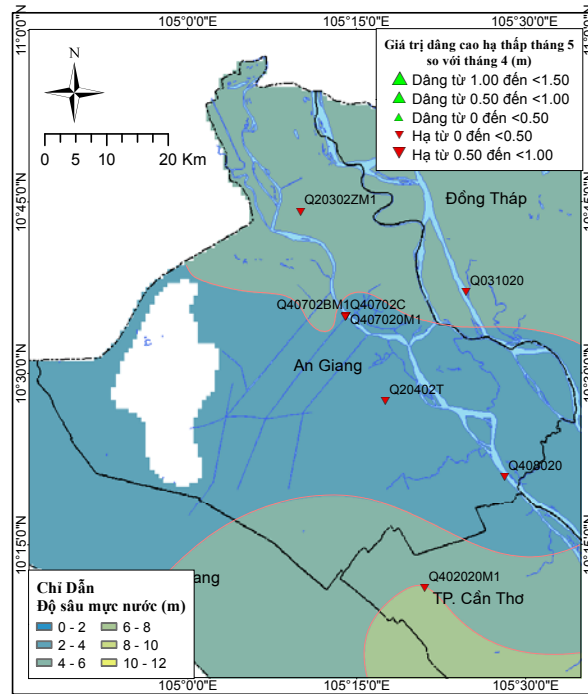 105°0'0"E
105°15'0"E
105°30'0"E
11°0'0"N
11°0'0"N
Giá trị dâng cao hạ thấp tháng 5
so với tháng 4 (m)
Dâng từ 1.00 đến <1.50
Dâng từ 0.50 đến <1.00
Dâng từ 0 đến <0.50
Hạ từ 0 đến <0.50
Hạ từ 0.50 đến <1.00
N
0
5
10
20 Km
10°45'0"N
10°45'0"N
Q20302ZM1
Đồng Tháp
Q031020
Q40702BM1Q40702C
Q407020M1
An Giang
10°30'0"N
10°30'0"N
Q20402T
Q408020
10°15'0"N
10°15'0"N
Q402020M1
TP. Cần Thơ
ang
Chỉ Dẫn
Độ sâu mực nước (m)
0 - 2
2 - 4
4 - 6
6 - 8
8 - 10
10 - 12
105°0'0"E
105°15'0"E
105°30'0"E